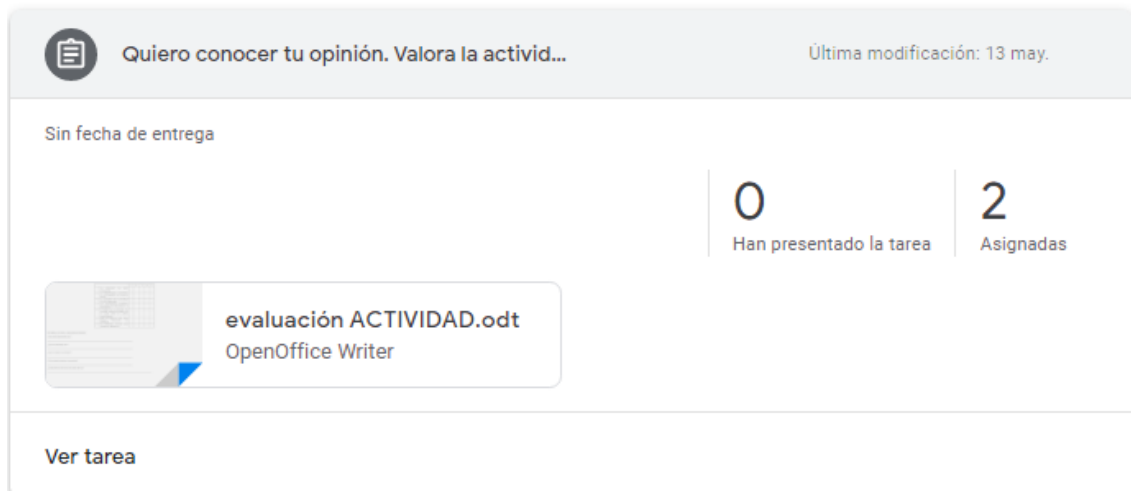 Quiero conocer tu opinión. Valora la activid...
Última modificación: 13 may.
Sin fecha de entrega
0
Han presentado la tarea
2
Asignadas
evaluación ACTIVIDAD.odt
OpenOffice Writer
Ver tarea